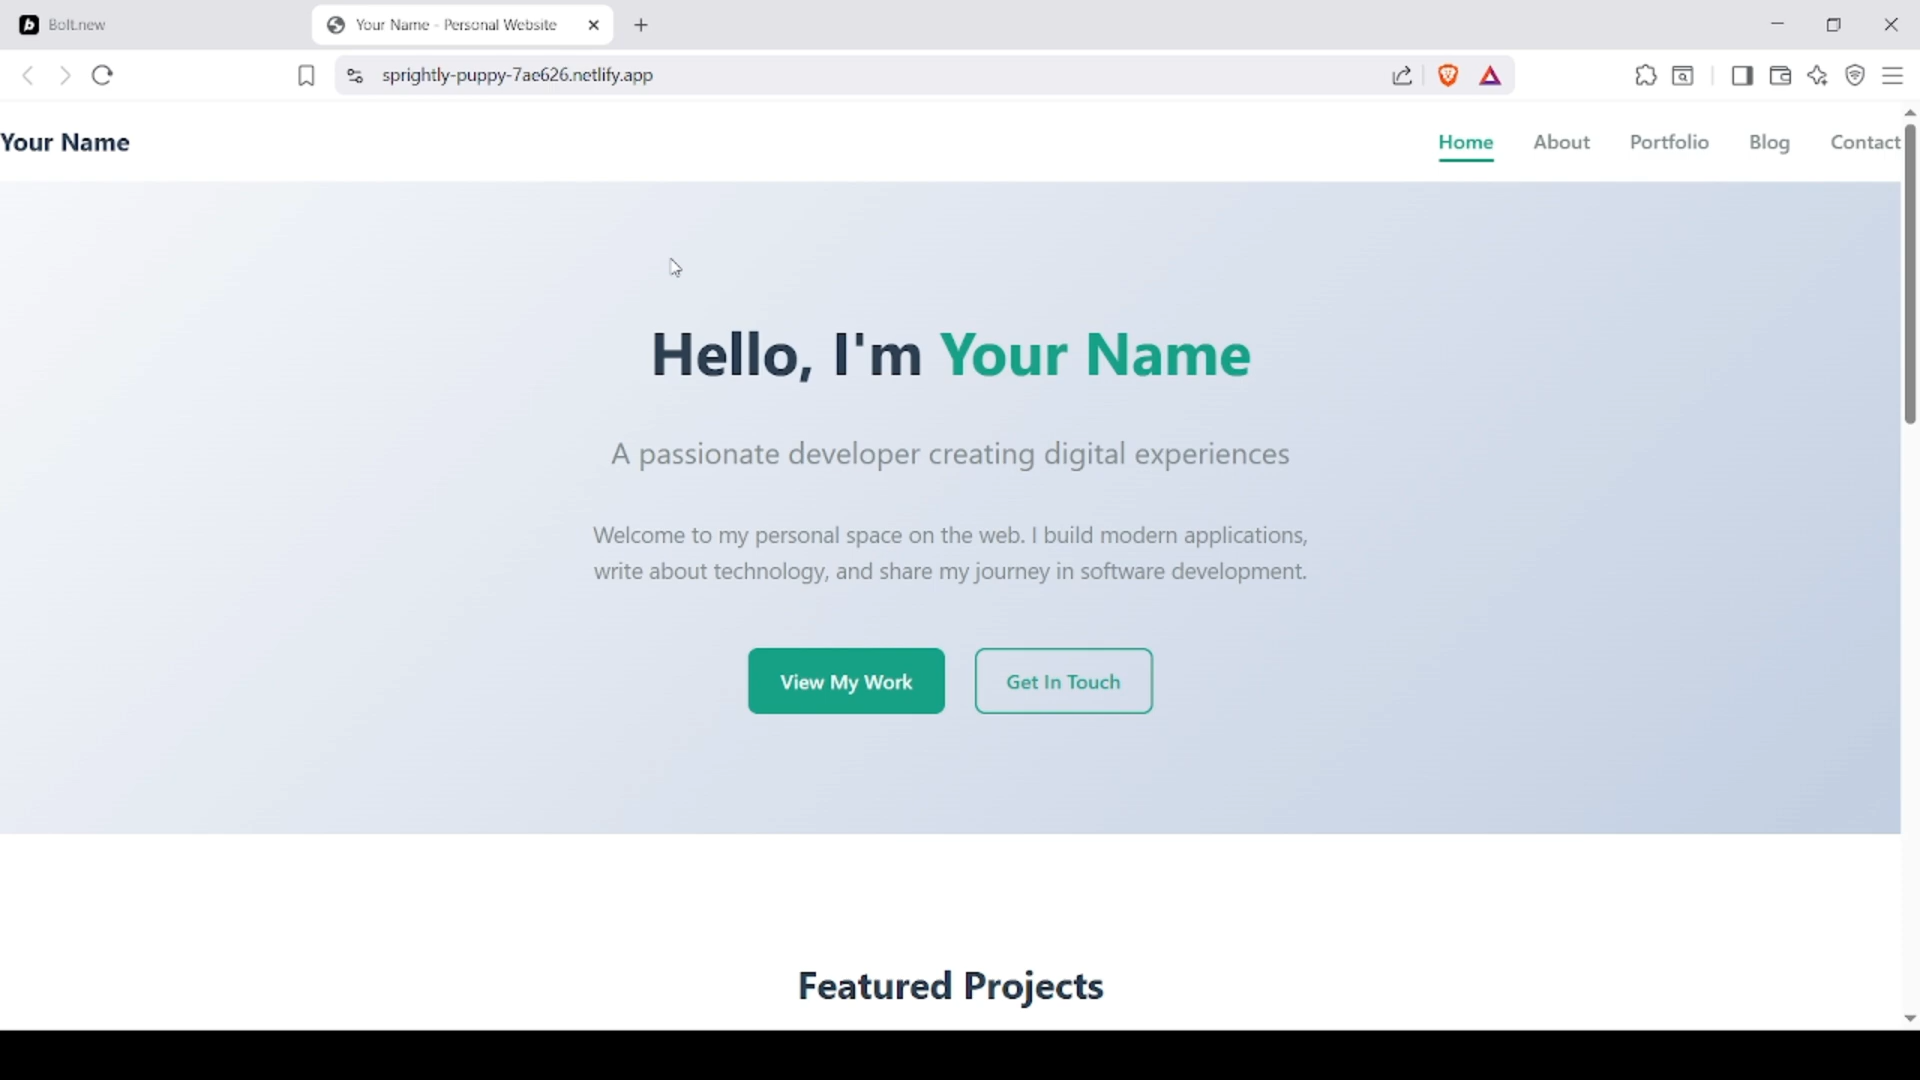 Bolt.new
Your Name - Personal Website
sprightly-puppy-7ae626.netlify.app
Your Name
Home
About
Portfolio
Blog
Contact
Hello, I'm Your Name
A passionate developer creating digital experiences
Welcome to my personal space on the web. I build modern applications,
write about technology, and share my journey in software development.
View My Work
Get In Touch
Featured Projects